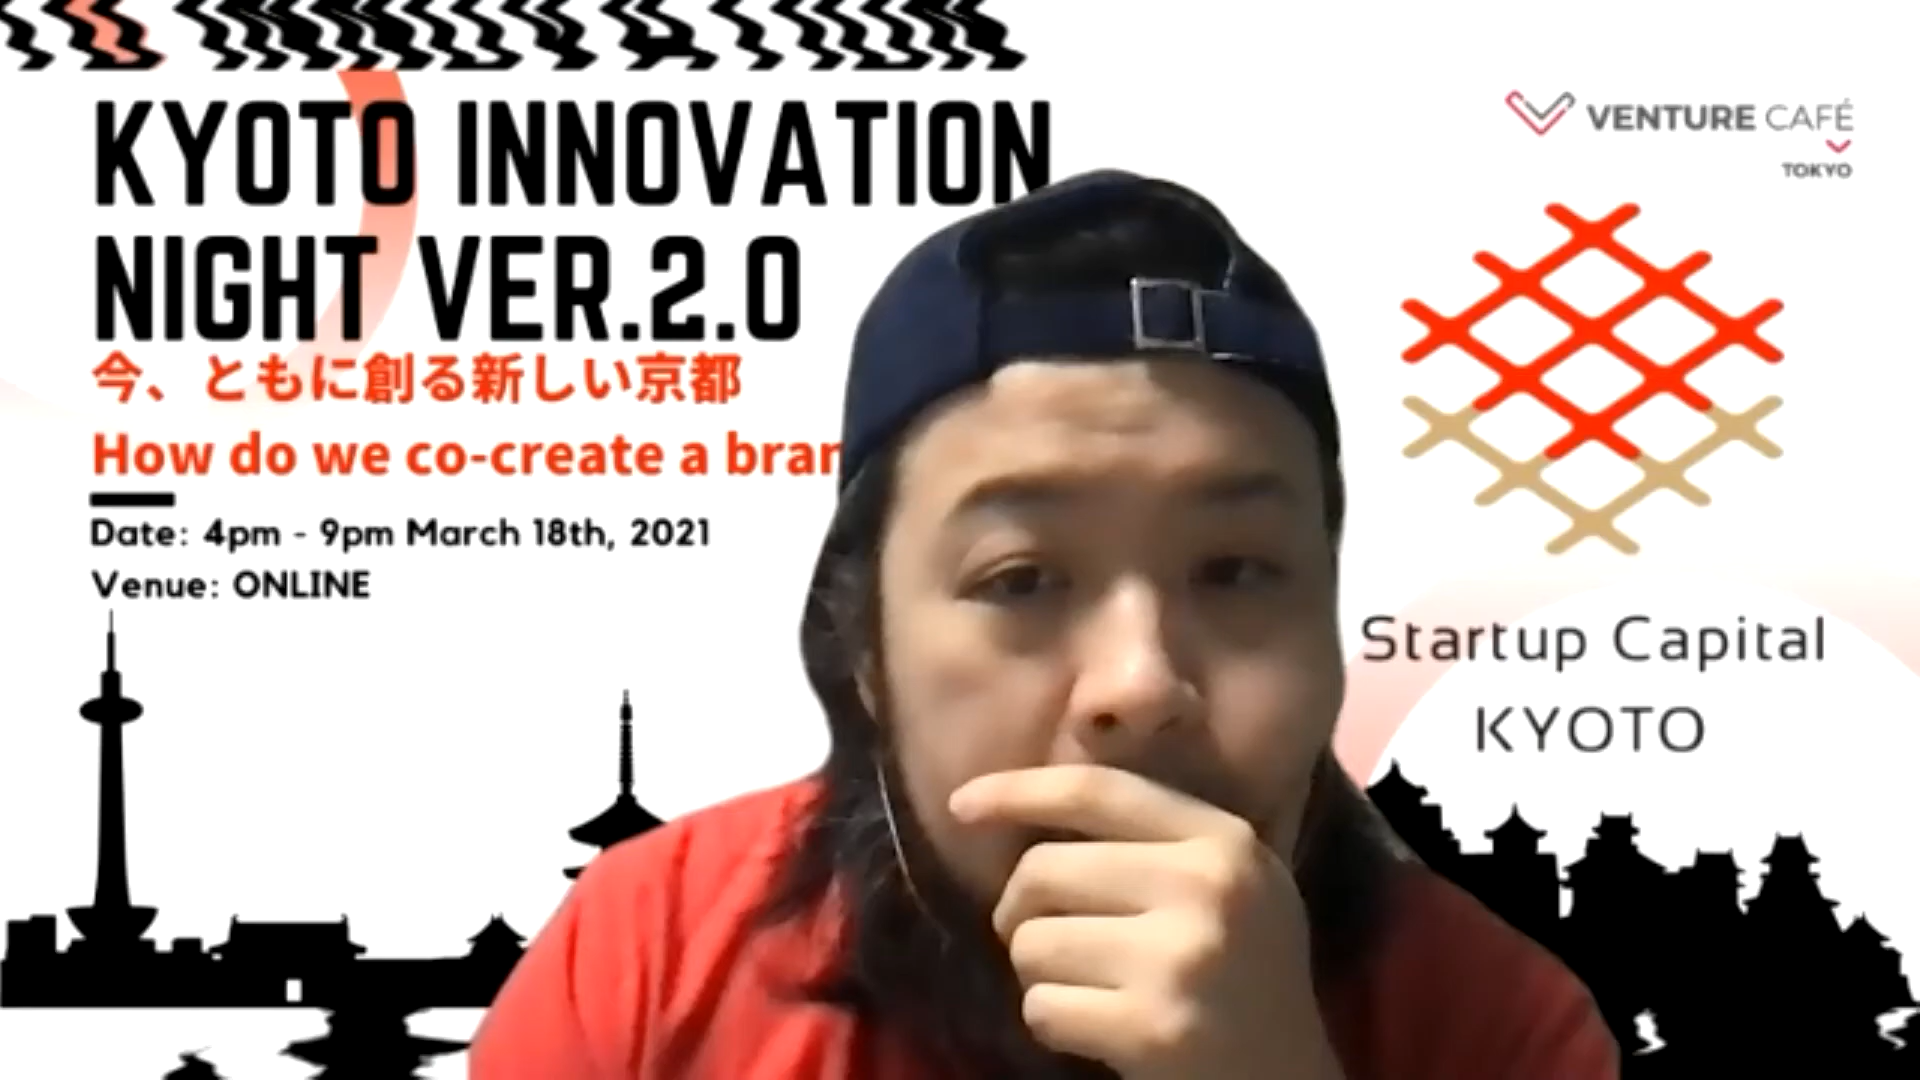 KYOTO INNOVATION
NIGHT VER.2.0
今、ともに創る新しい京都
How do we co-create a
Date: 4pm - 9pm March 18th, 2021
Venue: ONLINE
VENTURE CAFÉ
TOKYO
Startup Capital
KYOTO